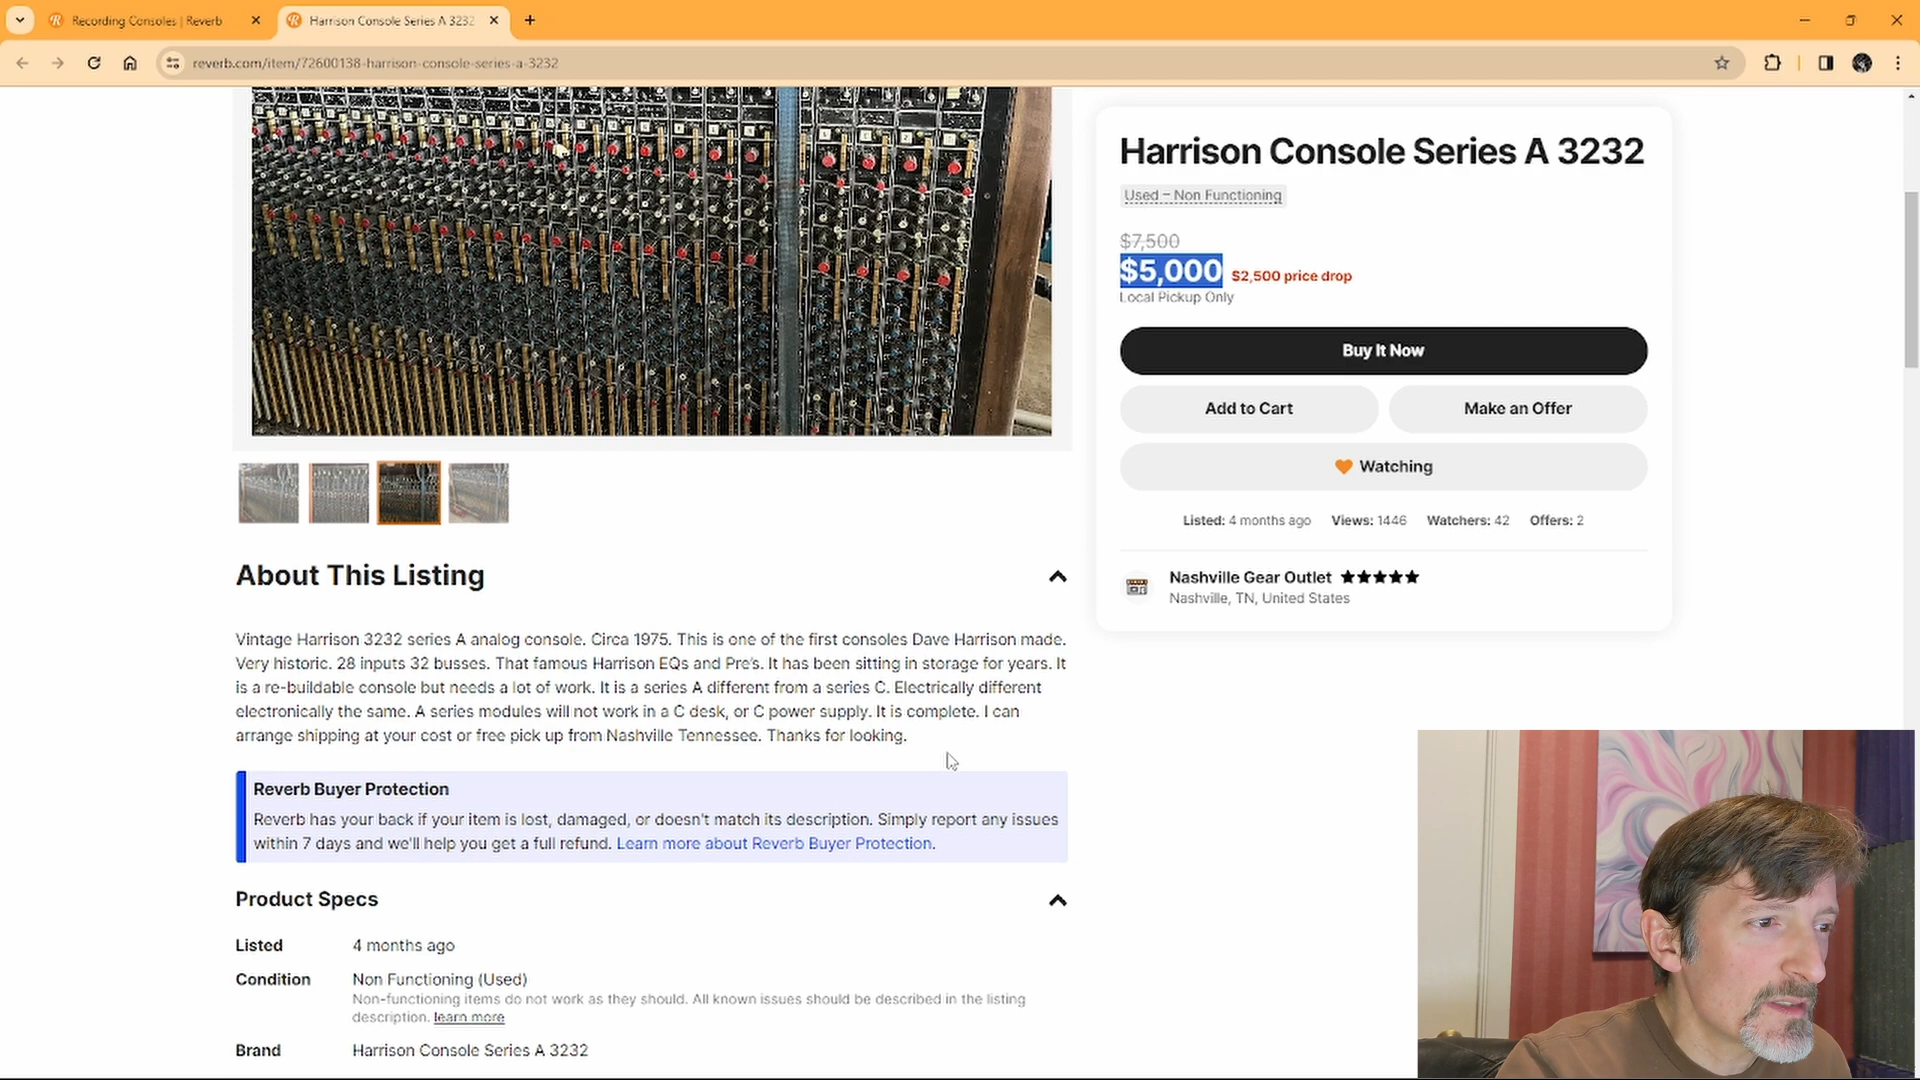 Recording Consoles | Reverb
Harrison Console Series A 3232
reverb.com/item/72600138-harrison-console-series-a-3232
Harrison Console Series A 3232
Used – Non Functioning
$7,500
$5,000 $2,500 price drop
Local Pickup Only
Buy It Now
Add to Cart
Make an Offer
Watching
Listed: 4 months ago Views: 1446 Watchers: 42 Offers: 2
Nashville Gear Outlet ★★★★★
Nashville, TN, United States
About This Listing
Vintage Harrison 3232 series A analog console. Circa 1975. This is one of the first consoles Dave Harrison made.
Very historic. 28 inputs 32 busses. That famous Harrison EQs and Pre's. It has been sitting in storage for years. It
is a re-buildable console but needs a lot of work. It is a series A different from a series C. Electrically different
electronically the same. A series modules will not work in a C desk, or C power supply. It is complete. I can
arrange shipping at your cost or free pick up from Nashville Tennessee. Thanks for looking.
Reverb Buyer Protection
Reverb has your back if your item is lost, damaged, or doesn't match its description. Simply report any issues
within 7 days and we'll help you get a full refund. Learn more about Reverb Buyer Protection.
Product Specs
Listed 4 months ago
Condition Non Functioning (Used)
Non-functioning items do not work as they should. All known issues should be described in the listing
description. learn more
Brand Harrison Console Series A 3232